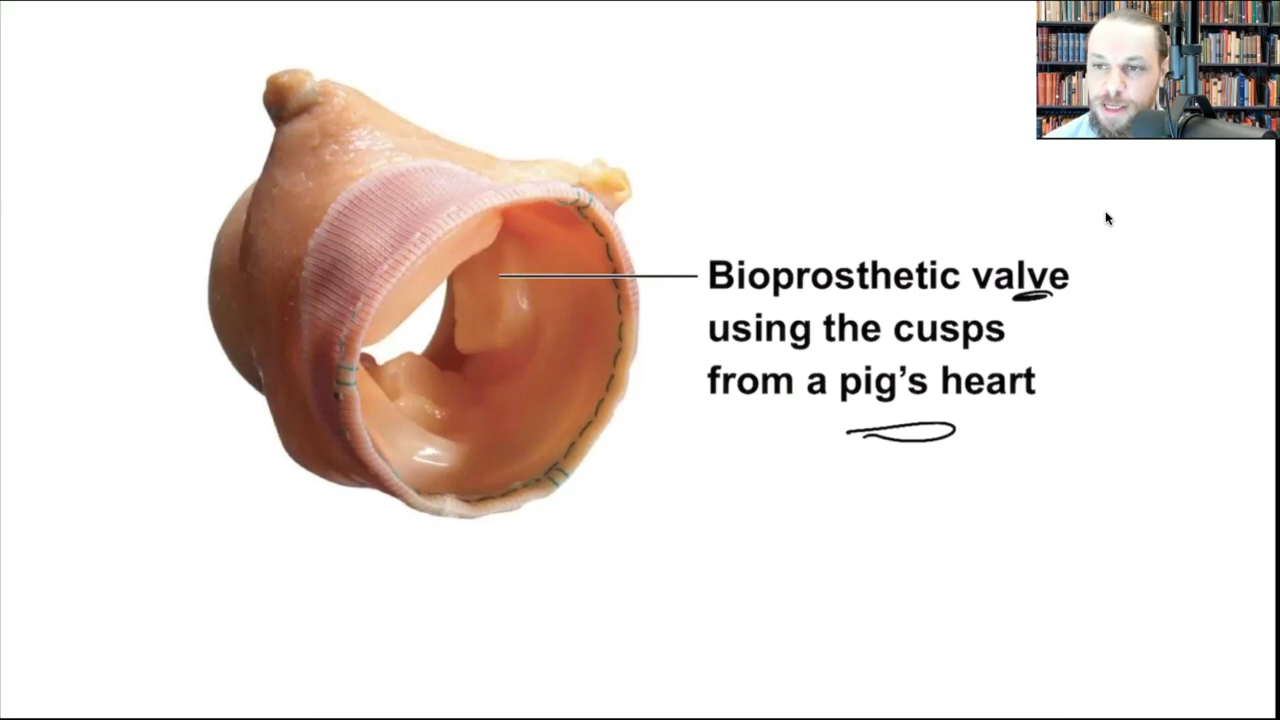 Bioprosthetic valve
using the cusps
from a pig’s heart